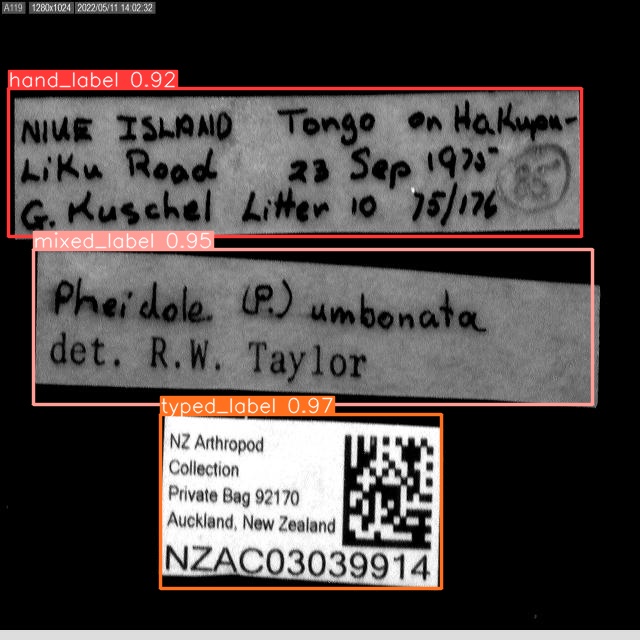 A119 1280x1024 2022/05/11 14:02:32
hand_label 0.92
NIUE ISLAND Tongo on Hakupu-
Liku Road 23 Sep 1975
85
G. Kuschel Litter 10 75/176
mixed_label 0.95
Pheidole. (P.) umbonata
det. R.W. Taylor
typed_label 0.97
NZ Arthropod
Collection
Private Bag 92170
Auckland, New Zealand
NZAC03039914